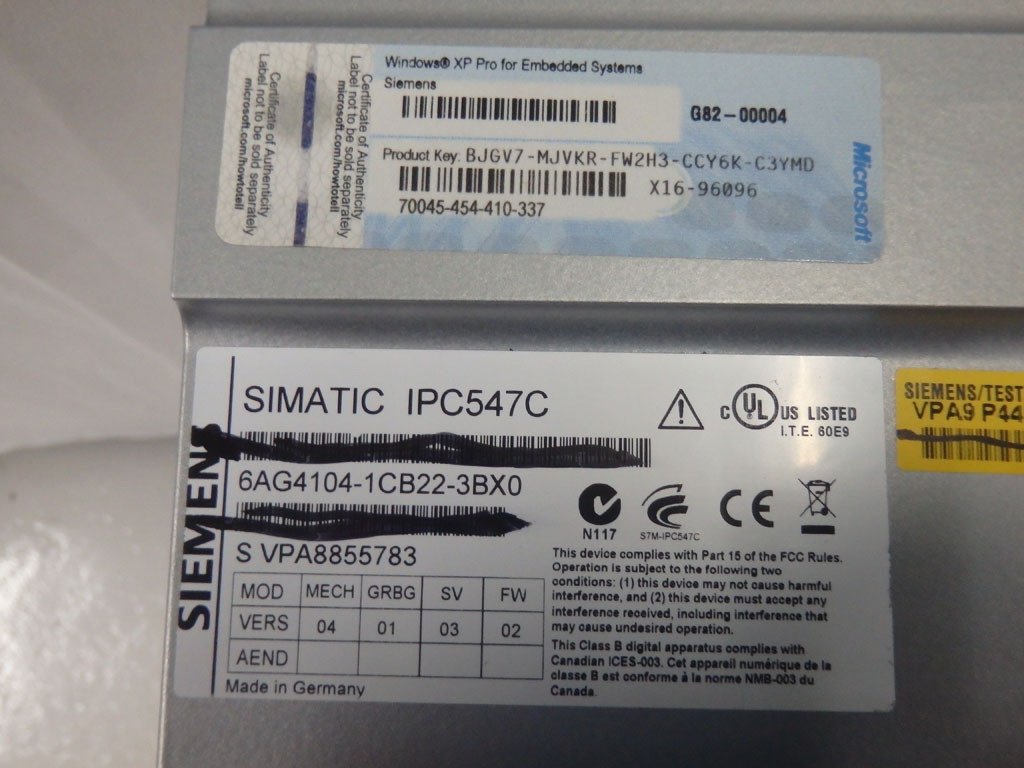 Certificate of Authenticity
Label not to be sold separately
microsoft.com/howtotell
Certificate of Authenticity
Label not to be sold separately
microsoft.com/howtotell
Windows® XP Pro for Embedded Systems
Siemens
G82-00004
Product Key: BJGV7-MJVKR-FW2H3-CCY6K-C3YMD
X16-96096
70045-454-410-337
Microsoft
SIEMENS
SIMATIC IPC547C
6AG4104-1CB22-3BX0
S VPA8855783
MOD MECH GRBG SV FW
VERS 04 01 03 02
AEND
Made in Germany
C UL US LISTED
I.T.E. 60E9
N117
S7M-IPC547C
CE
This device complies with Part 15 of the FCC Rules.
Operation is subject to the following two
conditions: (1) this device may not cause harmful
interference, and (2) this device must accept any
interference received, including interference that
may cause undesired operation.
This Class B digital apparatus complies with
Canadian ICES-003. Cet appareil numérique de la
classe B est conforme à la norme NMB-003 du
Canada.
SIEMENS/TEST
VPA9 P44